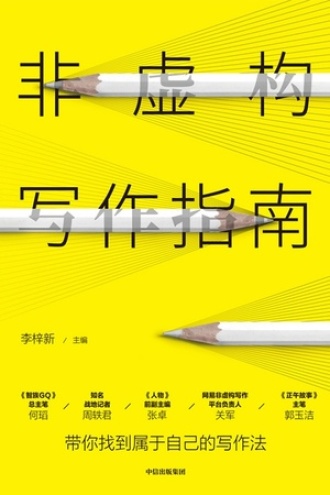 非虚构
写作指南
李梓新 / 主编
《智族GQ》 / 知名 / 《人物》 / 网易非虚构写作 / 《正午故事》
总主笔 战地记者 前副主编 平台负责人 主笔
何瑫 周轶君 张卓 关军 郭玉洁
带你找到属于自己的写作法
中信出版集团